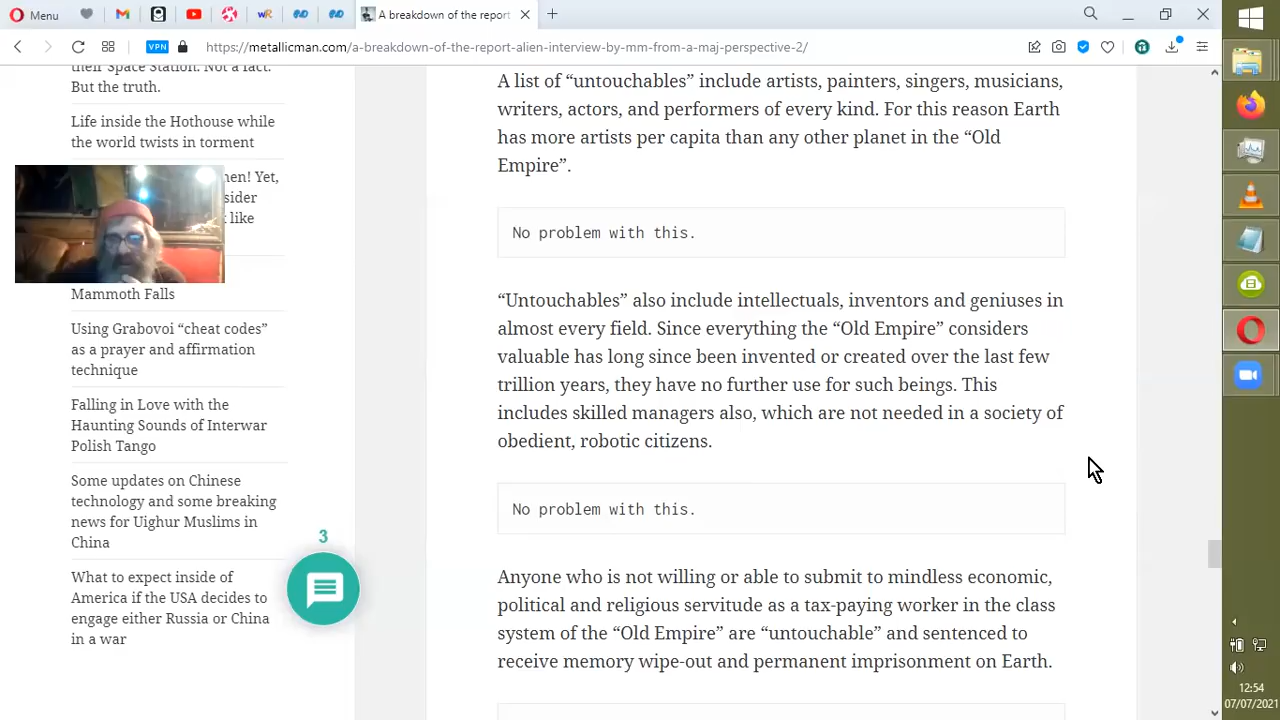 Menu
A breakdown of the report
VPN
https://metallicman.com/a-breakdown-of-the-report-alien-interview-by-mm-from-a-maj-perspective-2/
their Space Station. Not a fact.
But the truth.
Life inside the Hothouse while
the world twists in torment
men! Yet,
sider
like
Mammoth Falls
Using Grabovoi “cheat codes”
as a prayer and affirmation
technique
Falling in Love with the
Haunting Sounds of Interwar
Polish Tango
Some updates on Chinese
technology and some breaking
news for Uighur Muslims in
China
What to expect inside of
America if the USA decides to
engage either Russia or China
in a war
3
A list of “untouchables” include artists, painters, singers, musicians,
writers, actors, and performers of every kind. For this reason Earth
has more artists per capita than any other planet in the “Old
Empire”.
No problem with this.
“Untouchables” also include intellectuals, inventors and geniuses in
almost every field. Since everything the “Old Empire” considers
valuable has long since been invented or created over the last few
trillion years, they have no further use for such beings. This
includes skilled managers also, which are not needed in a society of
obedient, robotic citizens.
No problem with this.
Anyone who is not willing or able to submit to mindless economic,
political and religious servitude as a tax-paying worker in the class
system of the “Old Empire” are “untouchable” and sentenced to
receive memory wipe-out and permanent imprisonment on Earth.
12:54
07/07/2021